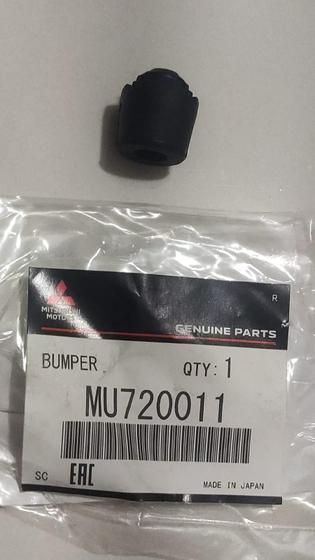 R
MITSUBISHI
MOTORS
GENUINE PARTS
BUMPER QTY: 1
MU720011
SC EAC MADE IN JAPAN